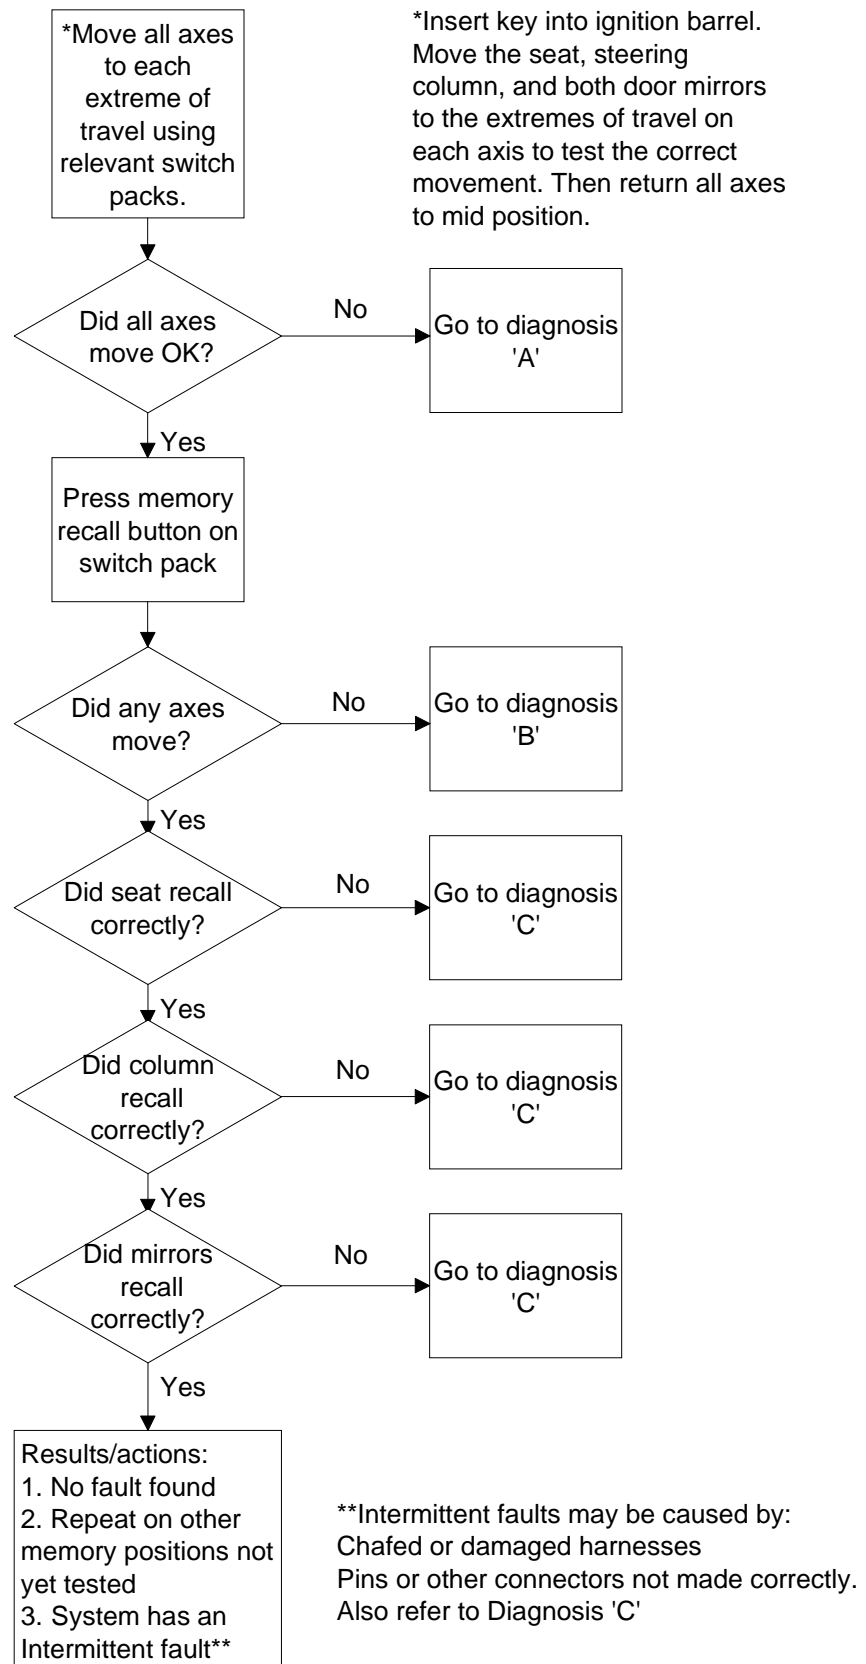 *Move all axes
to each
extreme of
travel using
relevant switch
packs.
*Insert key into ignition barrel.
Move the seat, steering
column, and both door mirrors
to the extremes of travel on
each axis to test the correct
movement. Then return all axes
to mid position.
Did all axes
move OK?
No
Go to diagnosis
'A'
Yes
Press memory
recall button on
switch pack
Did any axes
move?
No
Go to diagnosis
'B'
Yes
Did seat recall
correctly?
No
Go to diagnosis
'C'
Yes
Did column
recall
correctly?
No
Go to diagnosis
'C'
Yes
Did mirrors
recall
correctly?
No
Go to diagnosis
'C'
Yes
Results/actions:
1. No fault found
2. Repeat on other
memory positions not
yet tested
3. System has an
Intermittent fault**
**Intermittent faults may be caused by:
Chafed or damaged harnesses
Pins or other connectors not made correctly.
Also refer to Diagnosis 'C'